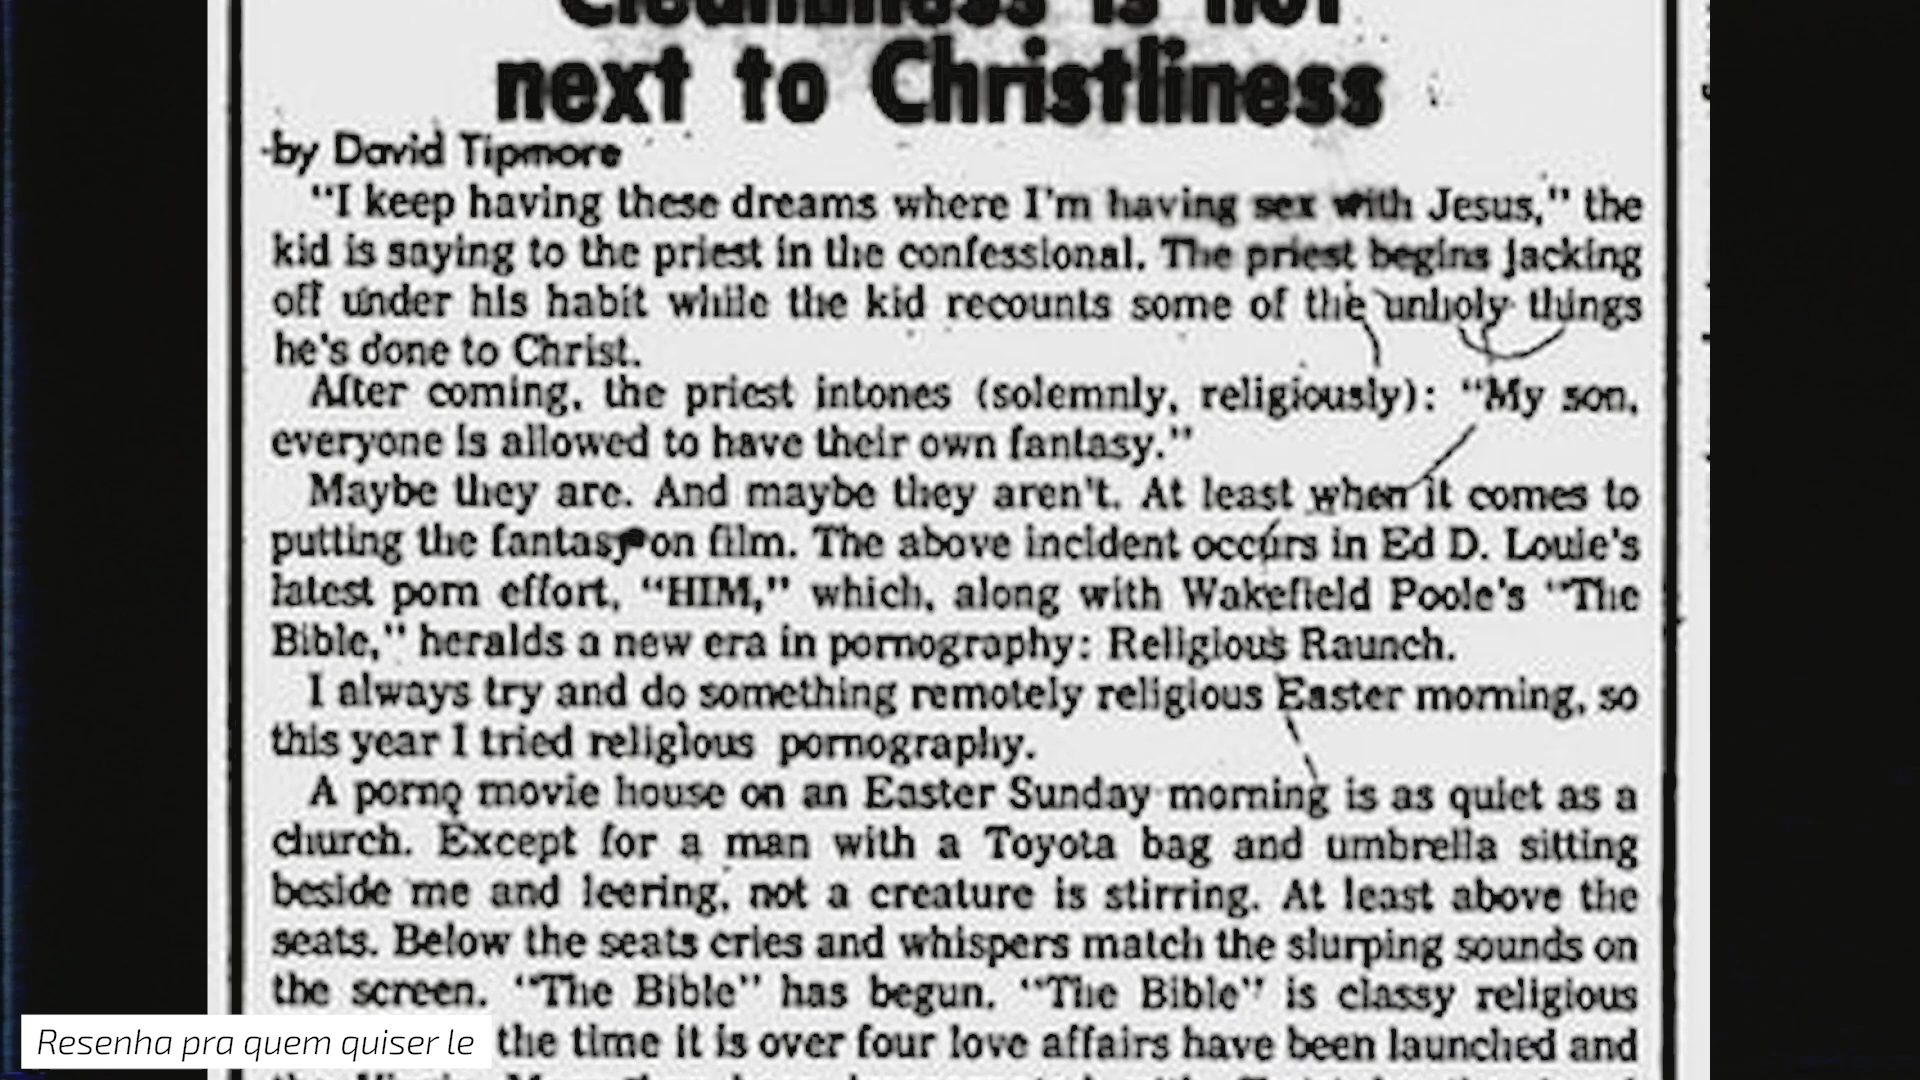 Cleanliness is not
next to Christliness
-by David Tipmore
"I keep having these dreams where I'm having sex with Jesus," the
kid is saying to the priest in the confessional. The priest begins jacking
off under his habit while the kid recounts some of the unholy things
he's done to Christ.
After coming, the priest intones (solemnly, religiously): "My son,
everyone is allowed to have their own fantasy."
Maybe they are. And maybe they aren't. At least when it comes to
putting the fantasy on film. The above incident occurs in Ed D. Louie's
latest porn effort, "HIM," which, along with Wakefield Poole's "The
Bible," heralds a new era in pornography: Religious Raunch.
I always try and do something remotely religious Easter morning, so
this year I tried religious pornography.
A porno movie house on an Easter Sunday morning is as quiet as a
church. Except for a man with a Toyota bag and umbrella sitting
beside me and leering, not a creature is stirring. At least above the
seats. Below the seats cries and whispers match the slurping sounds on
the screen. "The Bible" has begun. "The Bible" is classy religious
the time it is over four love affairs have been launched and
Resenha pra quem quiser le